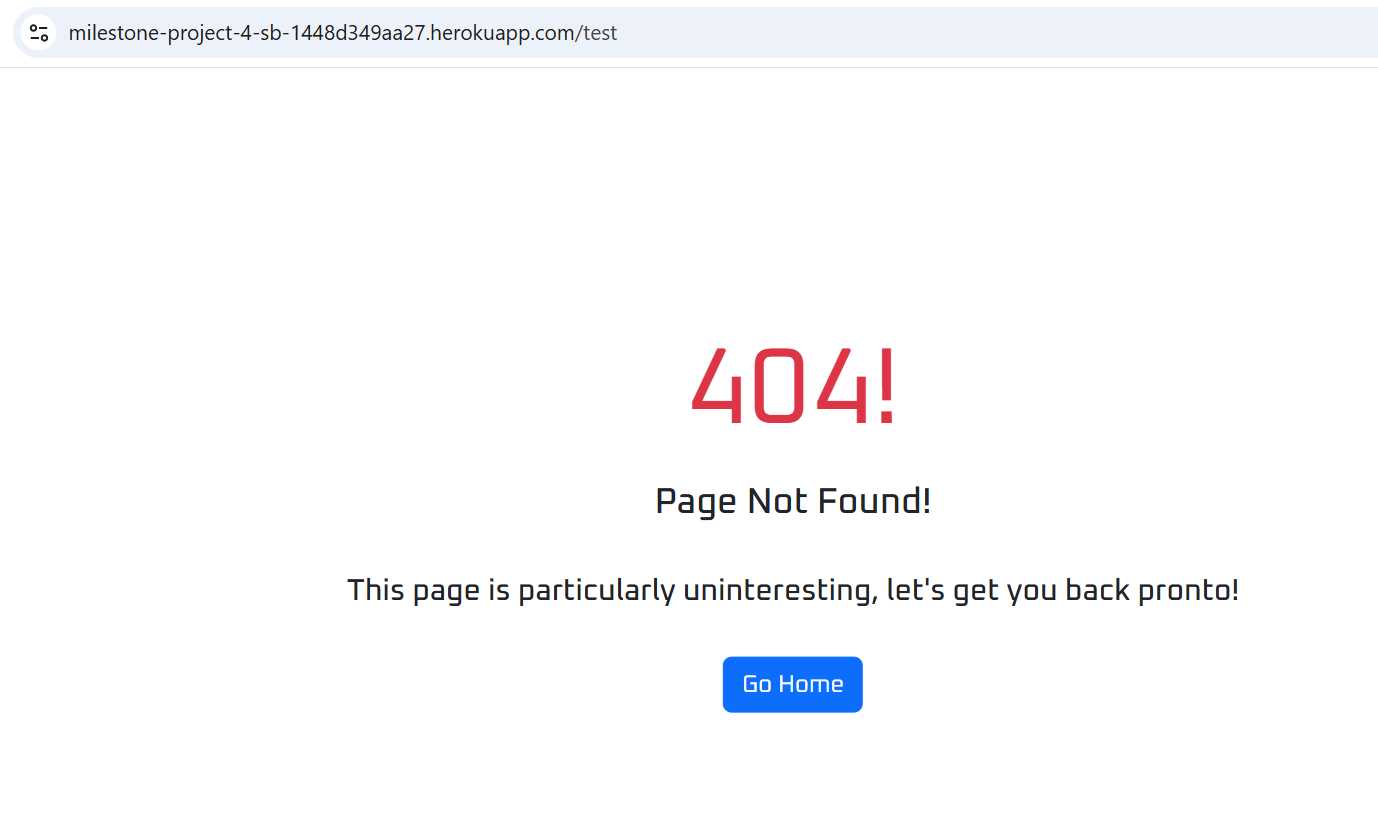 milestone-project-4-sb-1448d349aa27.herokuapp.com/test
404!
Page Not Found!
This page is particularly uninteresting, let's get you back pronto!
Go Home